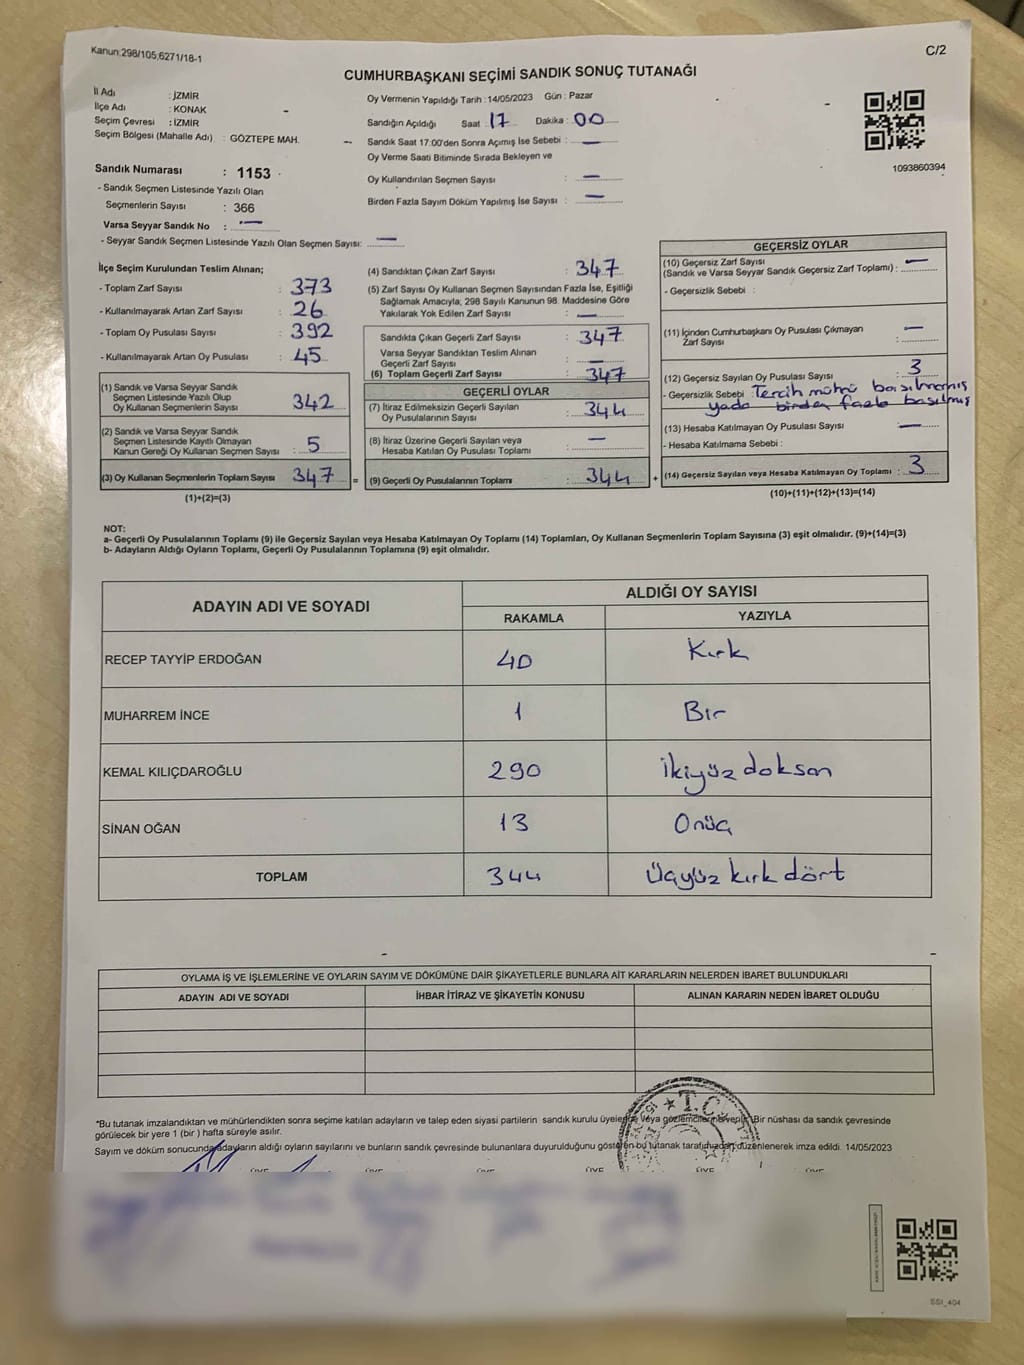 Kanun:298/105;6271/18-1
C/2
CUMHURBAŞKANI SEÇİMİ SANDIK SONUÇ TUTANAĞI
İl Adı : İZMİR
İlçe Adı : KONAK
Seçim Çevresi : İZMİR
Seçim Bölgesi (Mahalle Adı) : GÖZTEPE MAH.
Sandık Numarası : 1153
- Sandık Seçmen Listesinde Yazılı Olan
Seçmenlerin Sayısı : 366
Varsa Seyyar Sandık No : —
- Seyyar Sandık Seçmen Listesinde Yazılı Olan Seçmen Sayısı: —
Oy Vermenin Yapıldığı Tarih : 14/05/2023 Gün : Pazar
Sandığın Açıldığı Saat : 17 Dakika : 00
Sandık Saat 17:00'den Sonra Açmış İse Sebebi : —
Oy Verme Saati Bitiminde Sırada Bekleyen ve
Oy Kullandırılan Seçmen Sayısı : —
Birden Fazla Sayım Döküm Yapılmış İse Sayısı : —
1093860394
İlçe Seçim Kurulundan Teslim Alınan;
- Toplam Zarf Sayısı : 373
- Kullanılmayarak Artan Zarf Sayısı : 26
- Toplam Oy Pusulası Sayısı : 392
- Kullanılmayarak Artan Oy Pusulası : 45
(1) Sandık ve Varsa Seyyar Sandık
Seçmen Listesinde Yazılı Olup
Oy Kullanan Seçmenlerin Sayısı : 342
(2) Sandık ve Varsa Seyyar Sandık
Seçmen Listesinde Kayıtlı Olmayan
Kanun Gereği Oy Kullanan Seçmen Sayısı : 5
(3) Oy Kullanan Seçmenlerin Toplam Sayısı : 347
(1)+(2)=(3)
(4) Sandıktan Çıkan Zarf Sayısı : 347
(5) Zarf Sayısı Oy Kullanan Seçmen Sayısından Fazla İse, Eşitliği
Sağlamak Amacıyla; 298 Sayılı Kanunun 98. Maddesine Göre
Yakılarak Yok Edilen Zarf Sayısı : —
Sandıkta Çıkan Geçerli Zarf Sayısı : 347
Varsa Seyyar Sandıktan Teslim Alınan
Geçerli Zarf Sayısı : —
(6) Toplam Geçerli Zarf Sayısı : 347
GEÇERLİ OYLAR
(7) İtiraz Edilmeksizin Geçerli Sayılan
Oy Pusulalarının Sayısı : 344
(8) İtiraz Üzerine Geçerli Sayılan veya
Hesaba Katılan Oy Pusulası Toplamı : —
= (9) Geçerli Oy Pusulalarının Toplamı : 344
GEÇERSİZ OYLAR
(10) Geçersiz Zarf Sayısı
(Sandık ve Varsa Seyyar Sandık Geçersiz Zarf Toplamı) : —
- Geçersizlik Sebebi :
(11) İçinden Cumhurbaşkanı Oy Pusulası Çıkmayan
Zarf Sayısı : —
(12) Geçersiz Sayılan Oy Pusulası Sayısı : 3
- Geçersizlik Sebebi : Tercih mührü basılmamış
yada birden fazla basılmış
(13) Hesaba Katılmayan Oy Pusulası Sayısı : —
- Hesaba Katılmama Sebebi :
+ (14) Geçersiz Sayılan veya Hesaba Katılmayan Oy Toplamı : 3
(10)+(11)+(12)+(13)=(14)
NOT:
a- Geçerli Oy Pusulalarının Toplamı (9) ile Geçersiz Sayılan veya Hesaba Katılmayan Oy Toplamı (14) Toplamları, Oy Kullanan Seçmenlerin Toplam Sayısına (3) eşit olmalıdır. (9)+(14)=(3)
b- Adayların Aldığı Oyların Toplamı, Geçerli Oy Pusulalarının Toplamına (9) eşit olmalıdır.
ADAYIN ADI VE SOYADI
ALDIĞI OY SAYISI
RAKAMLA YAZIYLA
RECEP TAYYİP ERDOĞAN 40 Kırk
MUHARREM İNCE 1 Bir
KEMAL KILIÇDAROĞLU 290 ikiyüz doksan
SİNAN OĞAN 13 Onüç
TOPLAM 344 Üçyüz kırk dört
OYLAMA İŞ VE İŞLEMLERİNE VE OYLARIN SAYIM VE DÖKÜMÜNE DAİR ŞİKAYETLERLE BUNLARA AİT KARARLARIN NELERDEN İBARET BULUNDUKLARI
ADAYIN ADI VE SOYADI İHBAR İTİRAZ VE ŞİKAYETİN KONUSU ALINAN KARARIN NEDEN İBARET OLDUĞU
*Bu tutanak imzalandıktan ve mühürlendikten sonra seçime katılan adayların ve talep eden siyasi partilerin sandık kurulu üyelerine veya gözlemcilerine verilir. Bir nüshası da sandık çevresinde
görülecek bir yere 1 (bir ) hafta süreyle asılır.
Sayım ve döküm sonucunda adayların aldığı oyların sayılarını ve bunların sandık çevresinde bulunanlara duyurulduğunu gösteren bu tutanak tarafımızdan düzenlenerek imza edildi. 14/05/2023
T.C.
ÜYE ÜYE ÜYE ÜYE ÜYE ÜYE
SSI_404